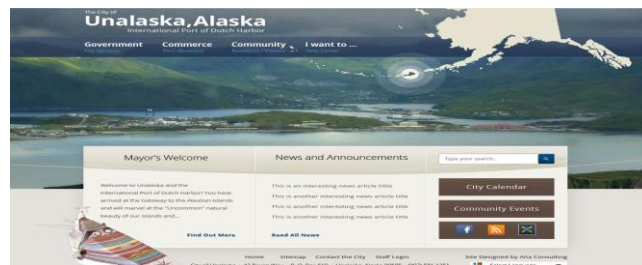 The City of
Unalaska, Alaska
International Port of Dutch Harbor
Government Commerce Community I want to ...
Mayor's Welcome
Welcome to Unalaska and the
International Port of Dutch Harbor! You have
arrived at the Gateway to the Aleutian Islands
and will marvel at the "Uncommon" natural
beauty of our islands and...
Find Out More
News and Announcements
This is an interesting news article title
This is another interesting news article title
This is another interesting news article title
This is another interesting news article title
Read All News
Type your search..
City Calendar
Community Events
Home Sitemap Contact the City Staff Login
Site Designed by Aha Consulting
Select Language